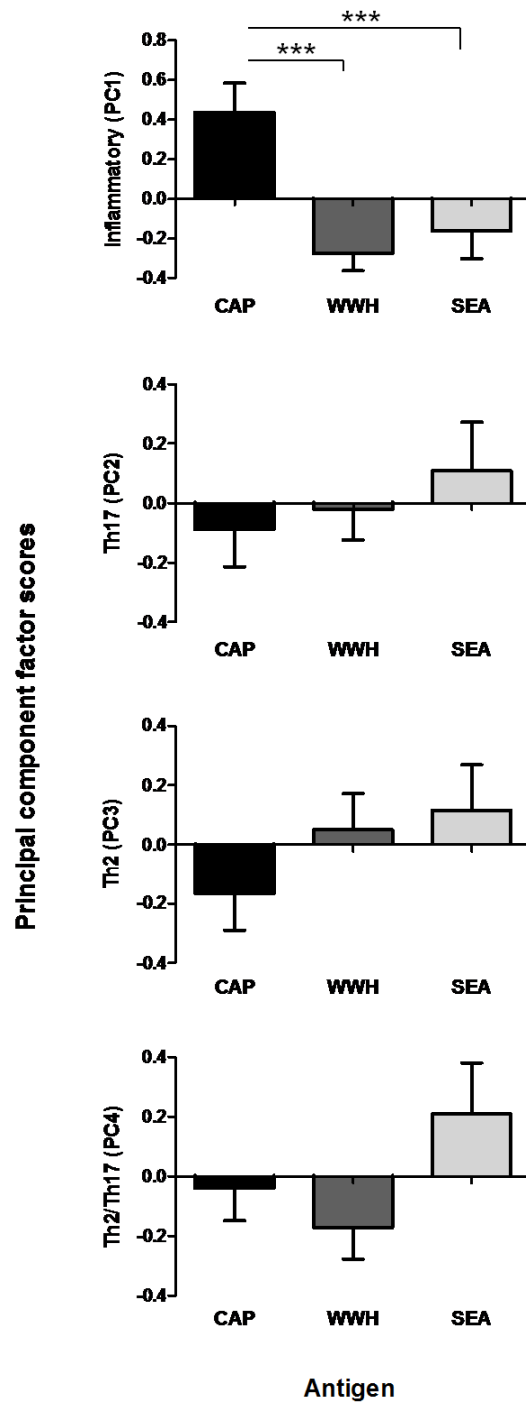 Principal component factor scores
***
***
Inflammatory (PC1)
0.8
0.6
0.4
0.2
0.0
-0.2
-0.4
CAP WWH SEA
Th17 (PC2)
0.4
0.2
0.0
-0.2
-0.4
CAP WWH SEA
Th2 (PC3)
0.4
0.2
0.0
-0.2
-0.4
CAP WWH SEA
Th2/Th17 (PC4)
0.4
0.2
0.0
-0.2
-0.4
CAP WWH SEA
Antigen